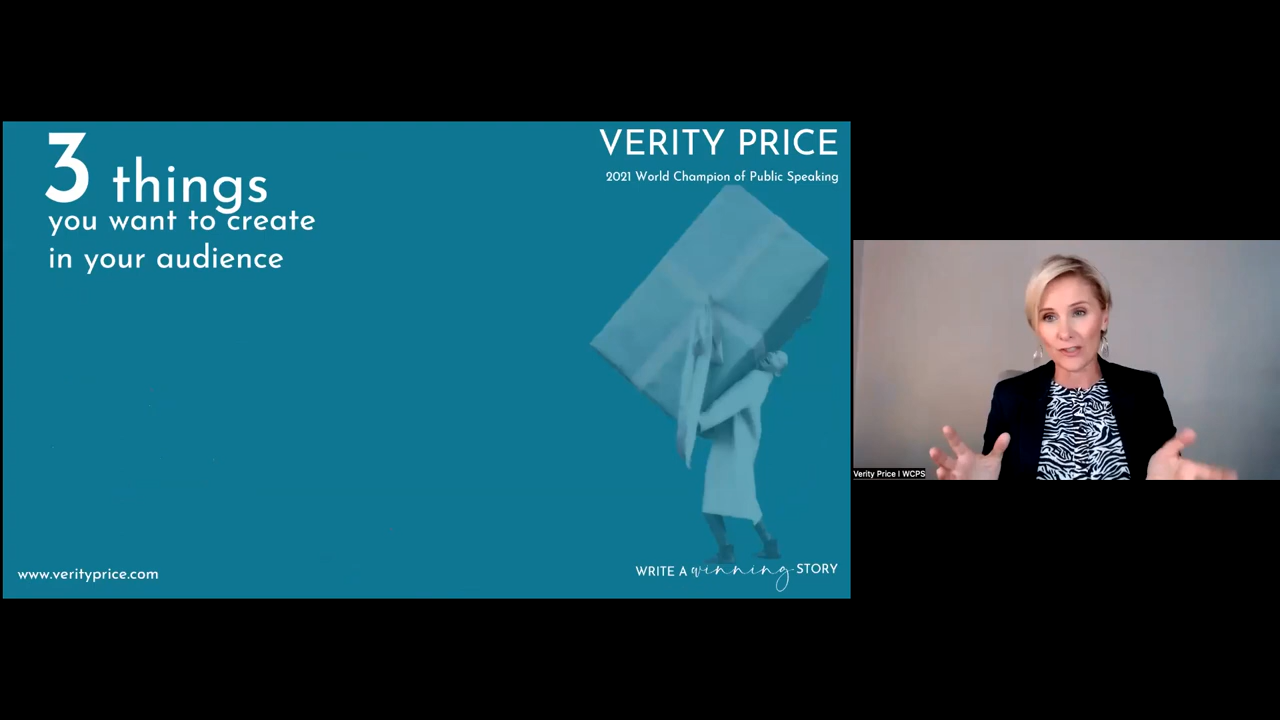 3 things
you want to create
in your audience
VERITY PRICE
2021 World Champion of Public Speaking
www.verityprice.com
WRITE A winning STORY
Verity Price I WCPS